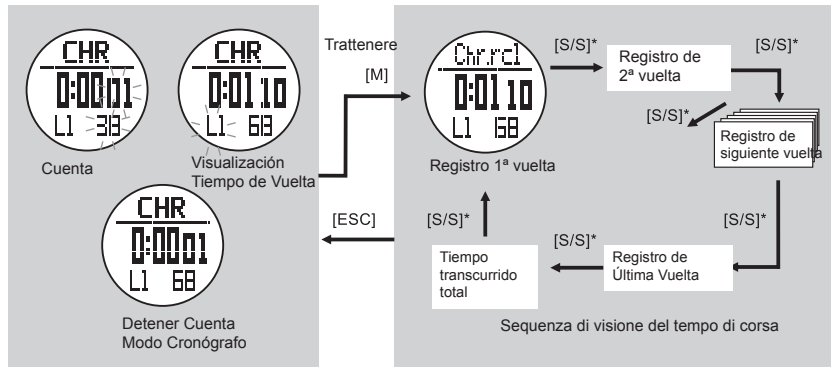 CHR
0:00 01
L1 38
Cuenta
CHR
0:01 10
L1 68
Visualización
Tiempo de Vuelta
CHR
0:00 01
L1 68
Detener Cuenta
Modo Cronógrafo
Trattenere
[M]
[ESC]
Chr.rcl
0:01 10
L1 68
Registro 1ª vuelta
[S/S]*
Registro de
2ª vuelta
[S/S]*
[S/S]*
Registro de
siguiente vuelta
[S/S]*
Registro de
Última Vuelta
[S/S]*
Tiempo
transcurrido
total
[S/S]*
Sequenza di visione del tempo di corsa